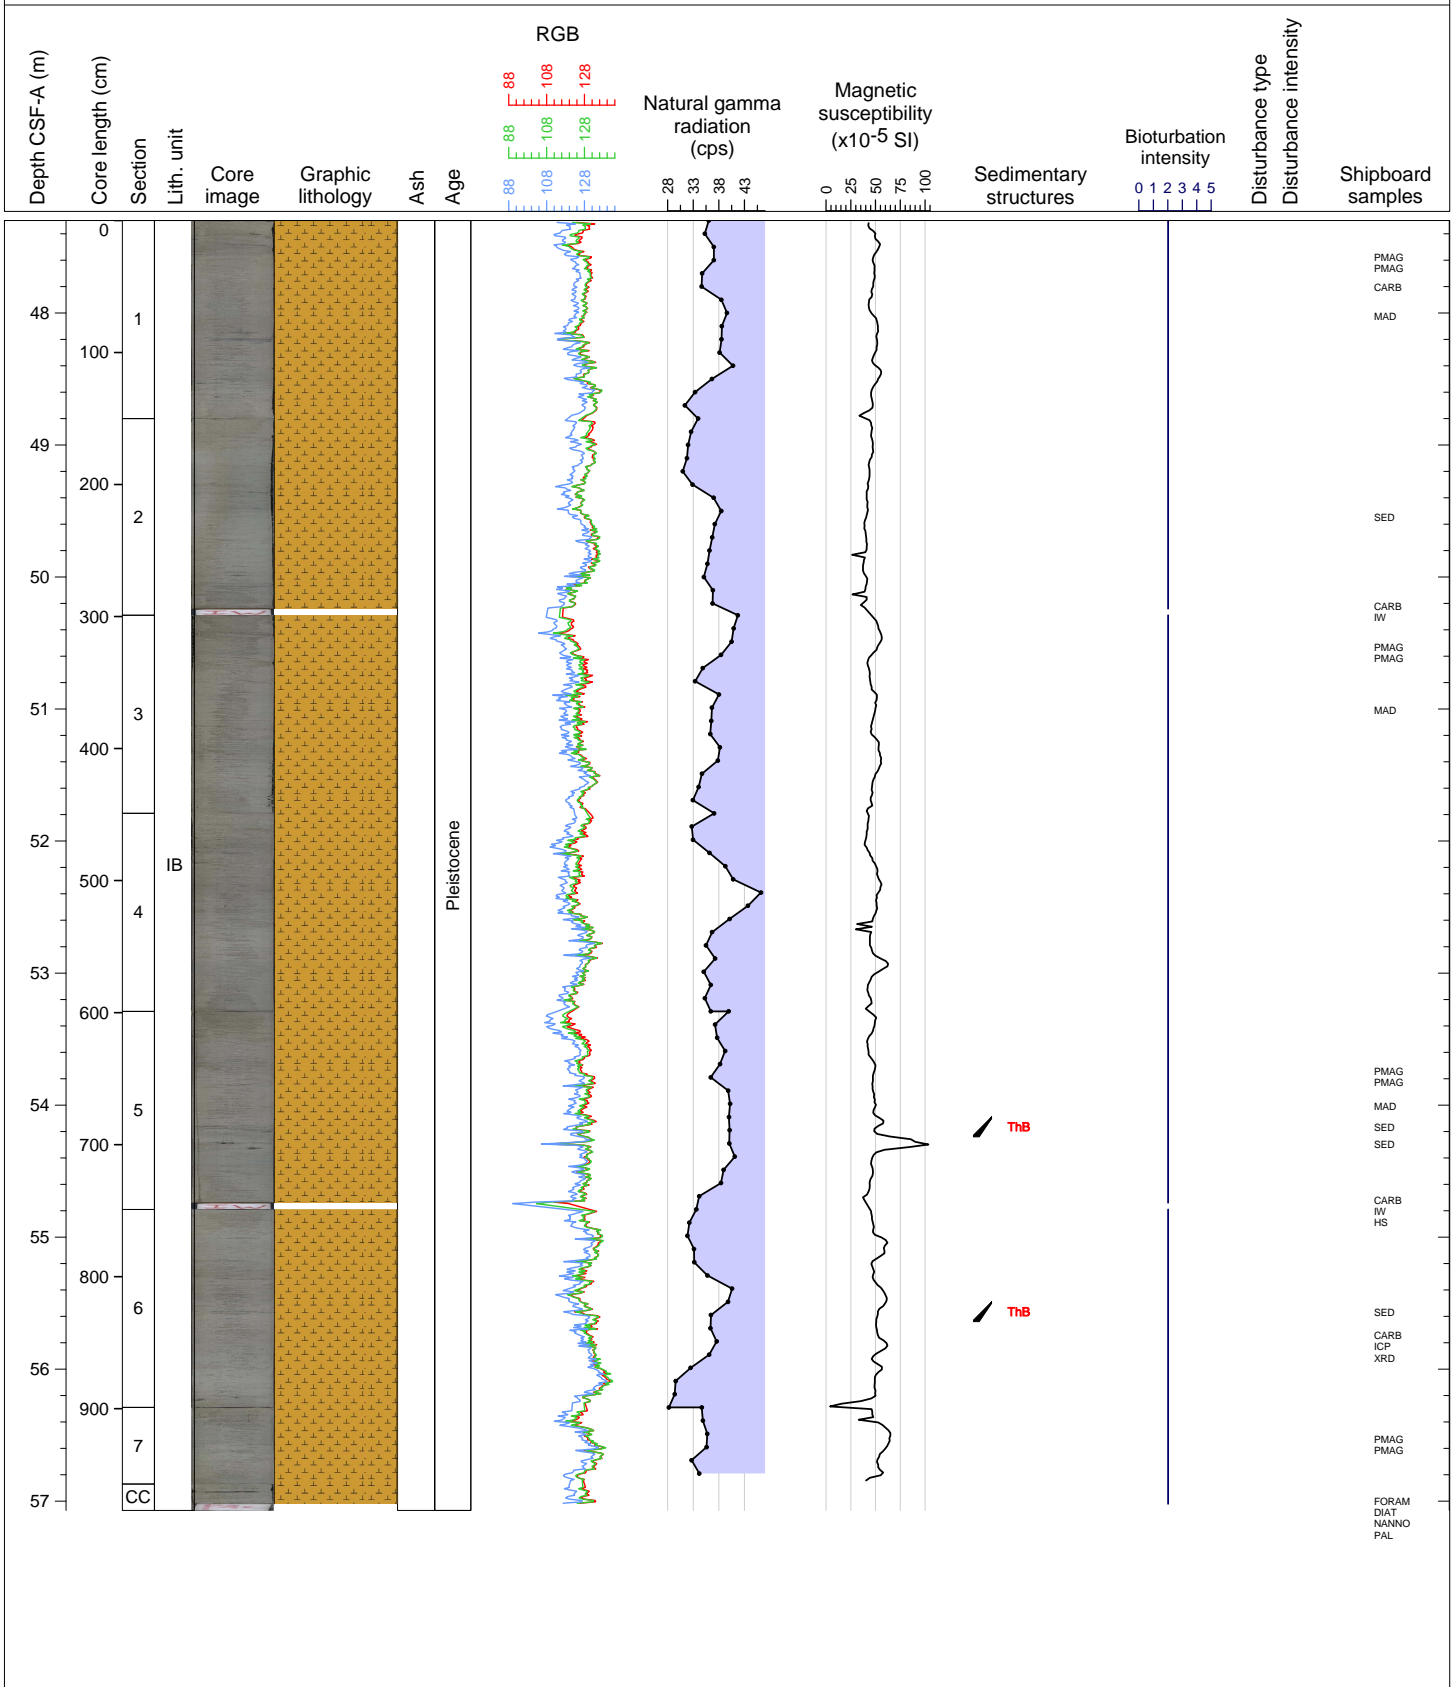 RGB
Depth CSF-A (m)
Core length (cm)
Section
Lith. unit
Core image
Graphic lithology
Ash
Age
88 108 128
88 108 128
88 108 128
Natural gamma radiation (cps)
28 33 38 43
Magnetic susceptibility (x10-5 SI)
0 25 50 75 100
Sedimentary structures
Bioturbation intensity
0 1 2 3 4 5
Disturbance type
Disturbance intensity
Shipboard samples
0
PMAG
PMAG
CARB
48
1
MAD
100
49
200
2
SED
50
300
CARB
IW
PMAG
PMAG
51
3
MAD
400
52
IB
Pleistocene
500
4
53
600
PMAG
PMAG
54
5
MAD
ThB
SED
700
SED
CARB
IW
HS
55
800
6
ThB
SED
CARB
ICP
XRD
56
900
7
PMAG
PMAG
CC
57
FORAM
DIAT
NANNO
PAL